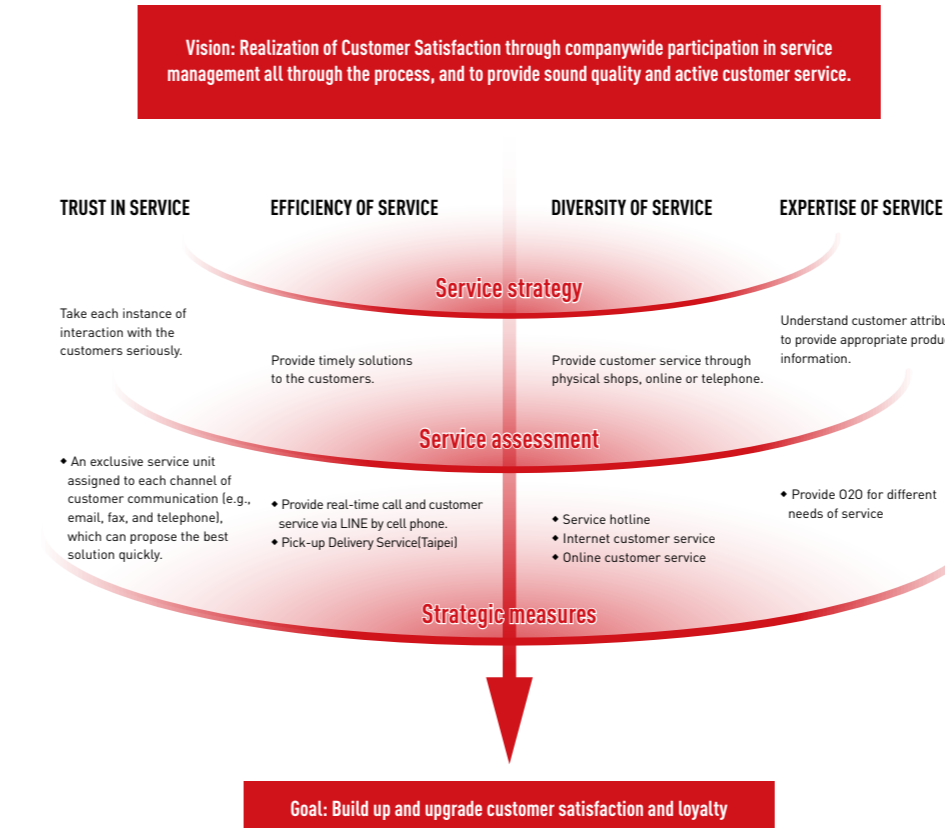 Vision: Realization of Customer Satisfaction through companywide participation in service
management all through the process, and to provide sound quality and active customer service.
TRUST IN SERVICE
EFFICIENCY OF SERVICE
DIVERSITY OF SERVICE
EXPERTISE OF SERVICE
Service strategy
Take each instance of
interaction with the
customers seriously.
Provide timely solutions
to the customers.
Provide customer service through
physical shops, online or telephone.
Understand customer
to provide appropriate
information.
Service assessment
◆ An exclusive service unit
assigned to each channel of
customer communication (e.g.,
email, fax, and telephone),
which can propose the best
solution quickly.
◆ Provide real-time call and customer
service via LINE by cell phone.
◆ Pick-up Delivery Service(Taipei)
◆ Service hotline
◆ Internet customer service
◆ Online customer service
◆ Provide O2O for different
needs of service
Strategic measures
Goal: Build up and upgrade customer satisfaction and loyalty